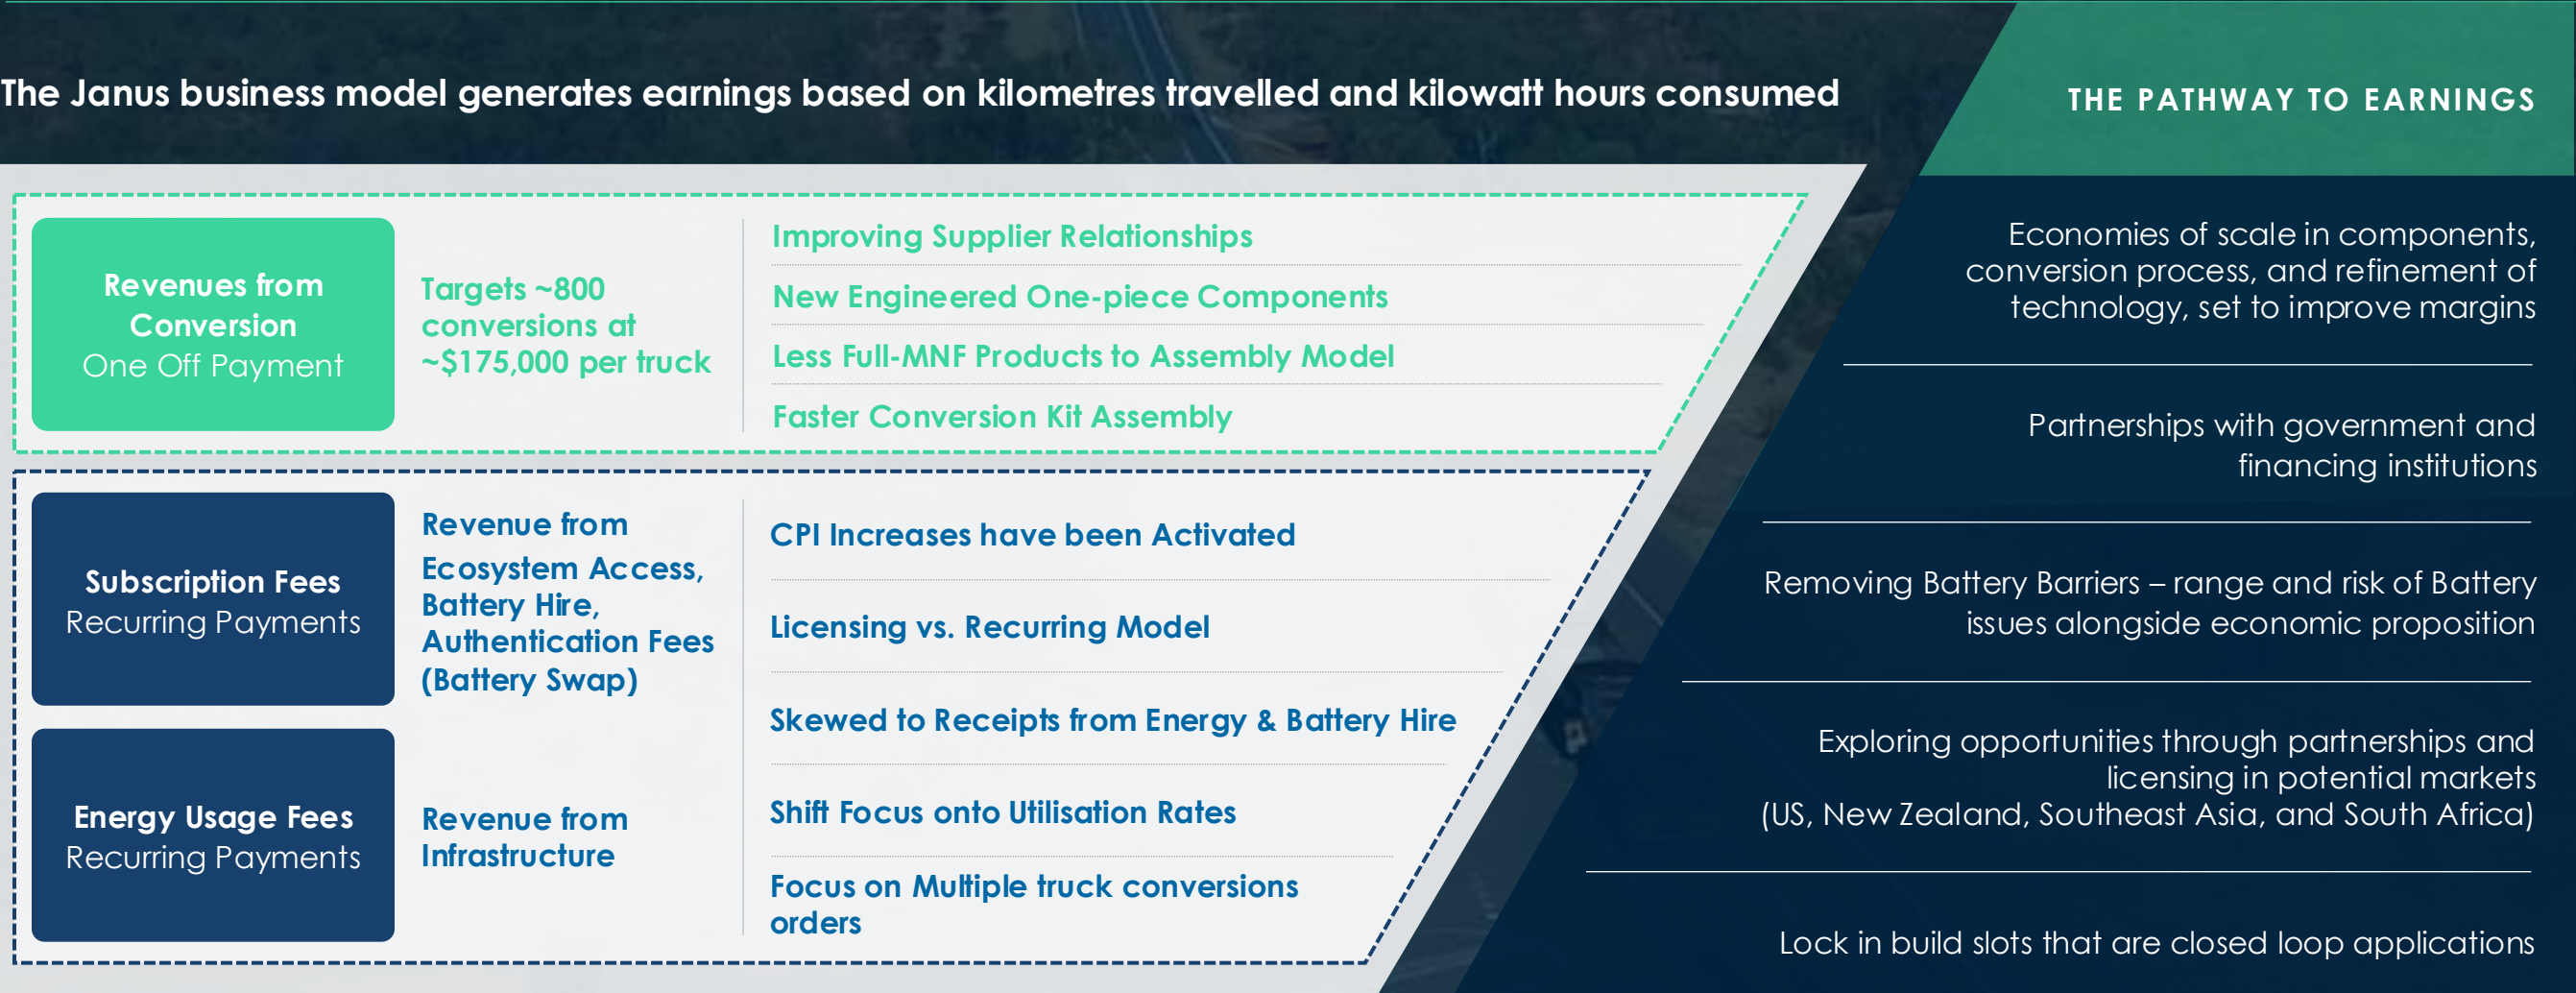 The Janus business model generates earnings based on kilometres travelled and kilowatt hours consumed
THE PATHWAY TO EARNINGS
Revenues from
Conversion
One Off Payment
Targets ~800
conversions at
~$175,000 per truck
Improving Supplier Relationships
New Engineered One-piece Components
Less Full-MNF Products to Assembly Model
Faster Conversion Kit Assembly
Subscription Fees
Recurring Payments
Revenue from
Ecosystem Access,
Battery Hire,
Authentication Fees
(Battery Swap)
Energy Usage Fees
Recurring Payments
Revenue from
Infrastructure
CPI Increases have been Activated
Licensing vs. Recurring Model
Skewed to Receipts from Energy & Battery Hire
Shift Focus onto Utilisation Rates
Focus on Multiple truck conversions
orders
Economies of scale in components,
conversion process, and refinement of
technology, set to improve margins
Partnerships with government and
financing institutions
Removing Battery Barriers – range and risk of Battery
issues alongside economic proposition
Exploring opportunities through partnerships and
licensing in potential markets
(US, New Zealand, Southeast Asia, and South Africa)
Lock in build slots that are closed loop applications